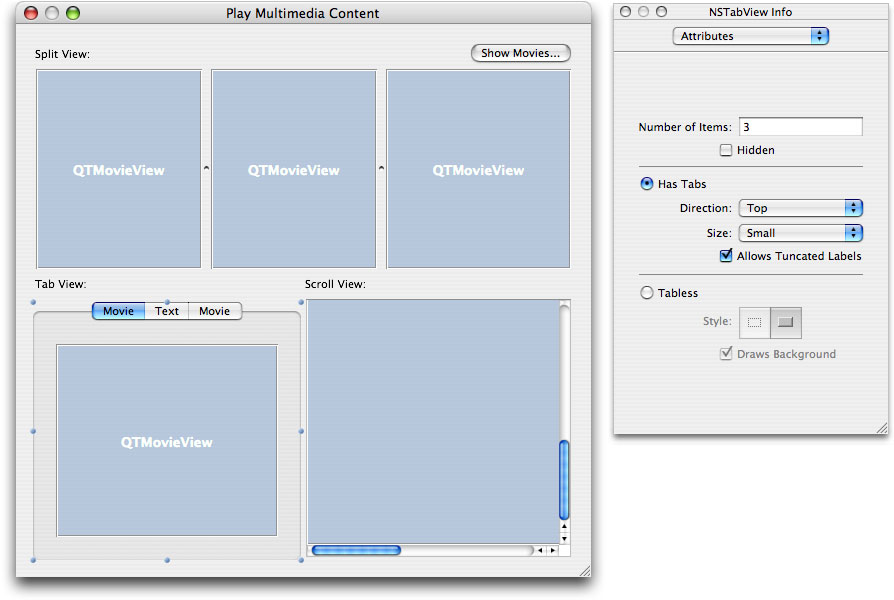 Play Multimedia Content
Split View:
Show Movies...
QTMovieView
QTMovieView
QTMovieView
Tab View:
Movie
Text
Movie
QTMovieView
Scroll View:
NSTabView Info
Attributes
Number of Items: 3
Hidden
Has Tabs
Direction: Top
Size: Small
Allows Tuncated Labels
Tabless
Style:
Draws Background